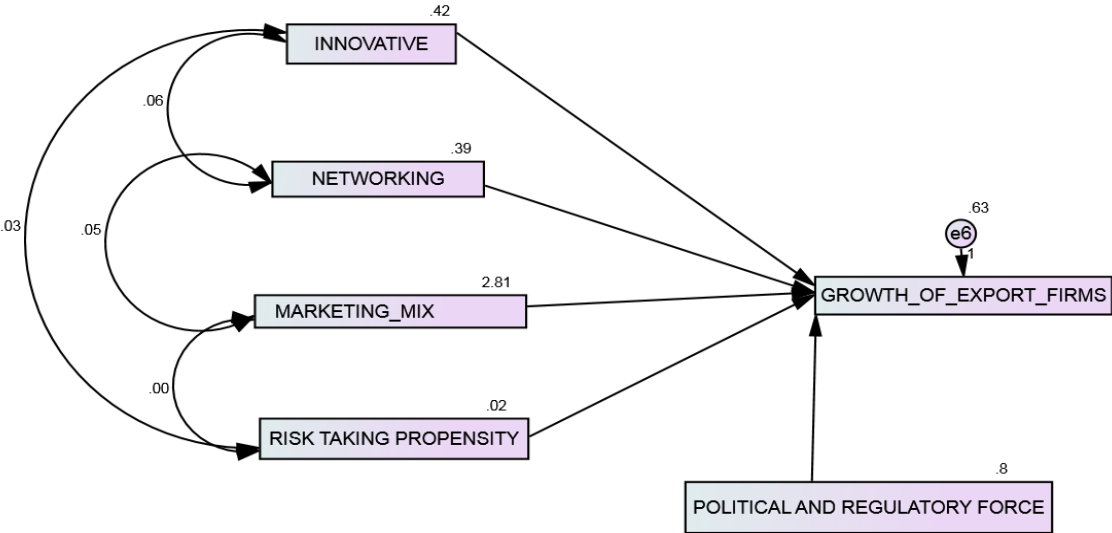 .42
INNOVATIVE
.06
.39
NETWORKING
.03
.05
.63
e6
1
2.81
MARKETING_MIX
GROWTH_OF_EXPORT_FIRMS
.00
.02
RISK TAKING PROPENSITY
.8
POLITICAL AND REGULATORY FORCE